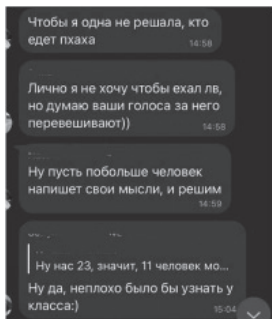 Чтобы я одна не решала, кто
едет пхаха
14:58
Лично я не хочу чтобы ехал лв,
но думаю ваши голоса за него
перевешивают))
14:58
Ну пусть побольше человек
напишет свои мысли, и решим
14:59
Ну нас 23, значит, 11 человек мо...
Ну да, неплохо было бы узнать у
класса:)
15:04